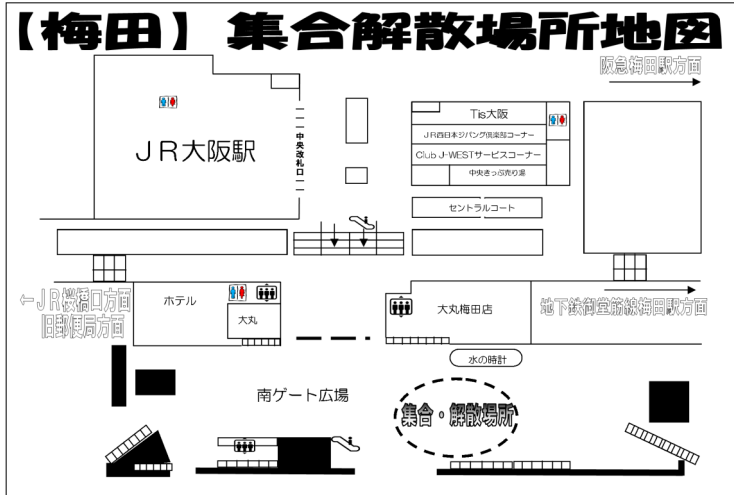 【梅田】集合解散場所地図
阪急梅田駅方面
JR大阪駅
中央改札口
Tis大阪
JR西日本ジパング倶楽部コーナー
Club J-WESTサービスコーナー
中央きっぷ売り場
セントラルコート
←JR桜橋口方面
旧郵便局方面
ホテル
大丸
大丸梅田店
地下鉄御堂筋線梅田駅方面
水の時計
南ゲート広場
集合・解散場所